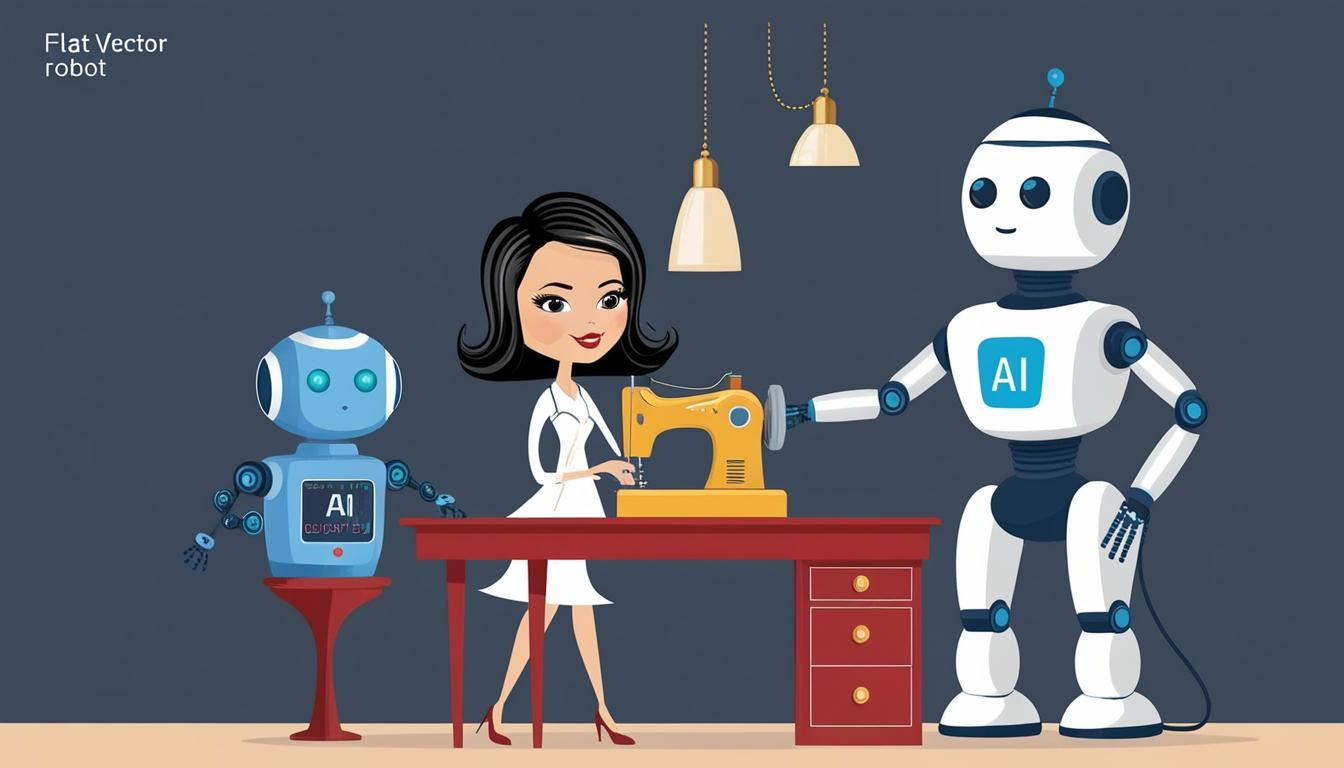 Flat Vector
robot
AI
AI